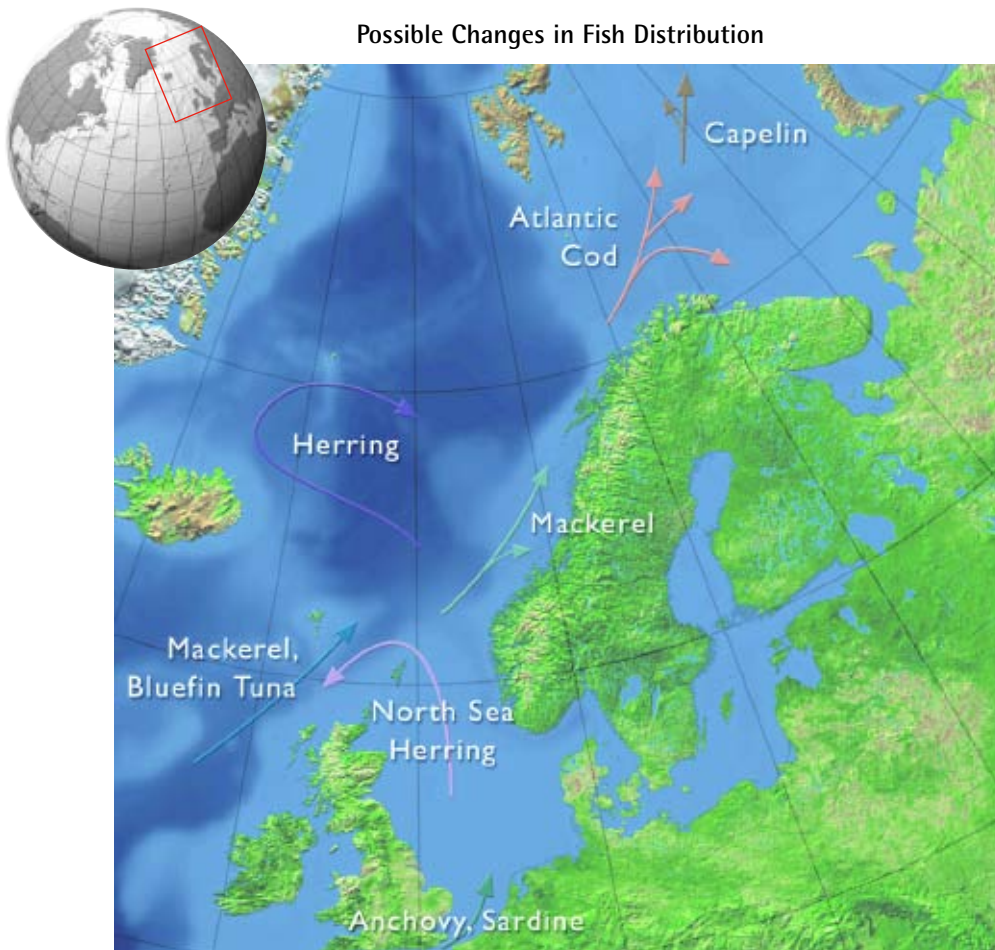 Possible Changes in Fish Distribution
Capelin
Atlantic
Cod
Herring
Mackerel
Mackerel,
Bluefin Tuna
North Sea
Herring
Anchovy, Sardine